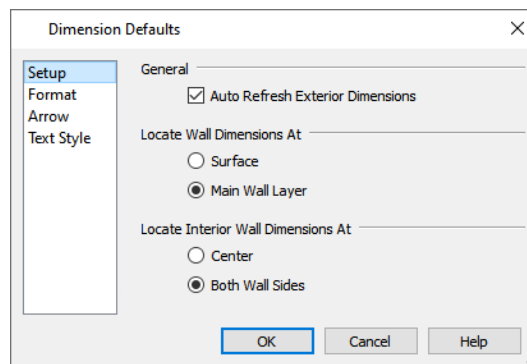 Dimension Defaults
Setup
Format
Arrow
Text Style
General
Auto Refresh Exterior Dimensions
Locate Wall Dimensions At
Surface
Main Wall Layer
Locate Interior Wall Dimensions At
Center
Both Wall Sides
OK Cancel Help